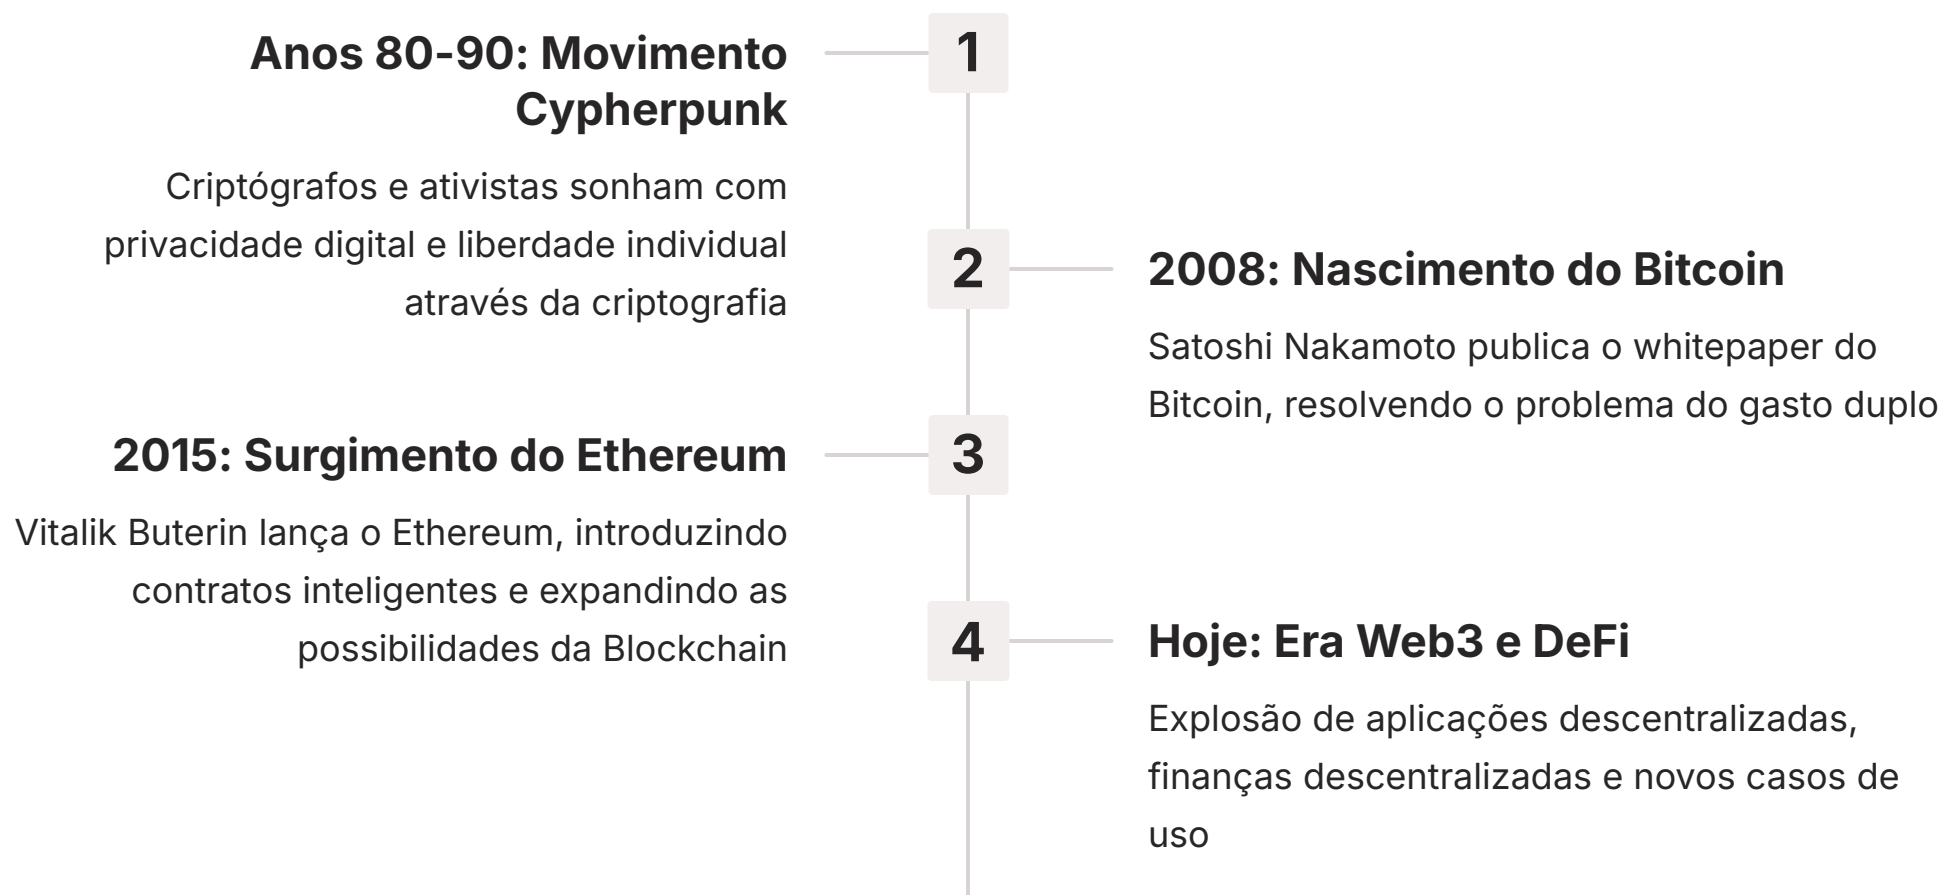 1
Anos 80-90: Movimento
Cypherpunk
Criptógrafos e ativistas sonham com
privacidade digital e liberdade individual
através da criptografia
2
2008: Nascimento do Bitcoin
Satoshi Nakamoto publica o whitepaper do
Bitcoin, resolvendo o problema do gasto duplo
3
2015: Surgimento do Ethereum
Vitalik Buterin lança o Ethereum, introduzindo
contratos inteligentes e expandindo as
possibilidades da Blockchain
4
Hoje: Era Web3 e DeFi
Explosão de aplicações descentralizadas,
finanças descentralizadas e novos casos de
uso